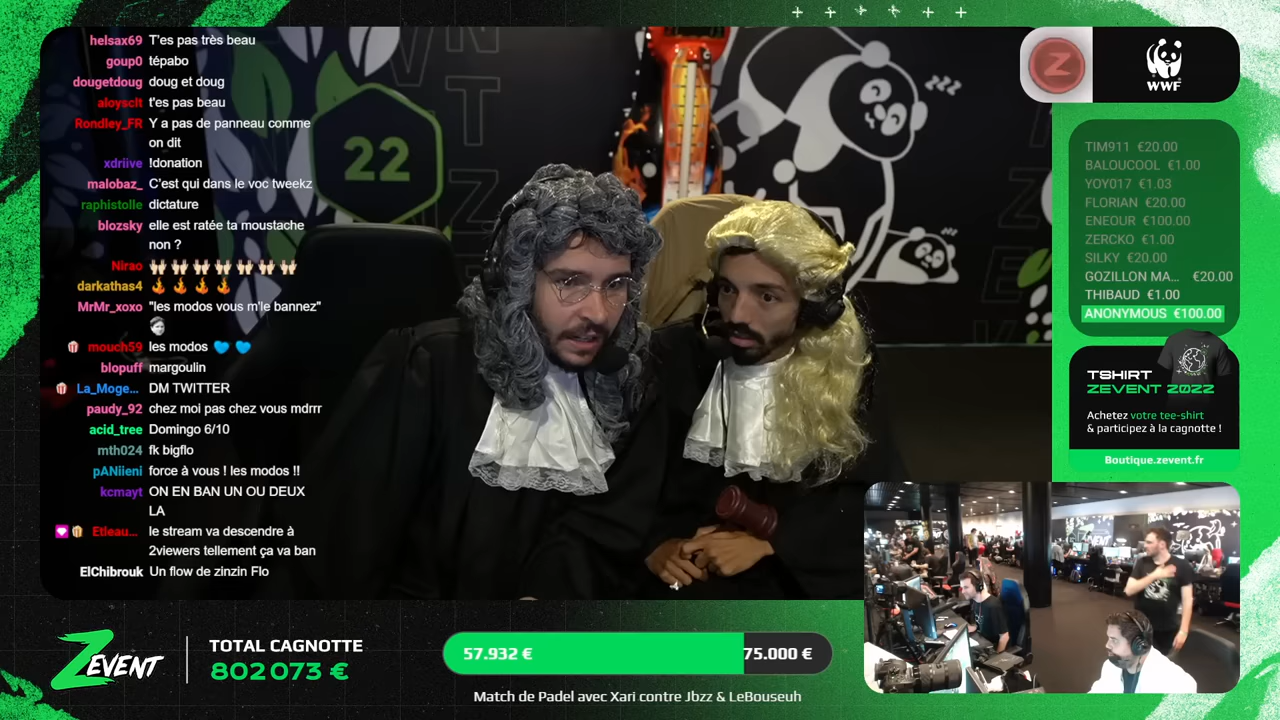 helsax69 T'es pas très beau
goup0 tépabo
dougetdoug doug et doug
aloysclt t'es pas beau
Rondley_FR Y a pas de panneau comme
on dit
xdriive !donation
malobaz_ C'est qui dans le voc tweekz
raphistolle dictature
blozsky elle est ratée ta moustache
non ?
Nirao 🙌🏻🙌🏻🙌🏻🙌🏻🙌🏻🙌🏻🙌🏻
darkathas4 🔥🔥🔥🔥
MrMr_xoxo "les modos vous m'le bannez"
mouch59 les modos 💙 💙
blopuff margoulin
La_Moge... DM TWITTER
paudy_92 chez moi pas chez vous mdrrr
acid_tree Domingo 6/10
mth024 fk bigflo
pANiieni force à vous ! les modos !!
kcmayt ON EN BAN UN OU DEUX
LA
Etleau... le stream va descendre à
2viewers tellement ça va ban
ElChibrouk Un flow de zinzin Flo
22
zzz
Z
WWF
TIM911 €20.00
BALOUCOOL €1.00
YOY017 €1.03
FLORIAN €20.00
ENEOUR €100.00
ZERCKO €1.00
SILKY €20.00
GOZILLON MA... €20.00
THIBAUD €1.00
ANONYMOUS €100.00
TSHIRT
ZEVENT 2022
Achetez votre tee-shirt
& participez à la cagnotte !
Boutique.zevent.fr
ZEVENT
TOTAL CAGNOTTE
802 073 €
57.932 € 75.000 €
Match de Padel avec Xari contre Jbzz & LeBouseuh